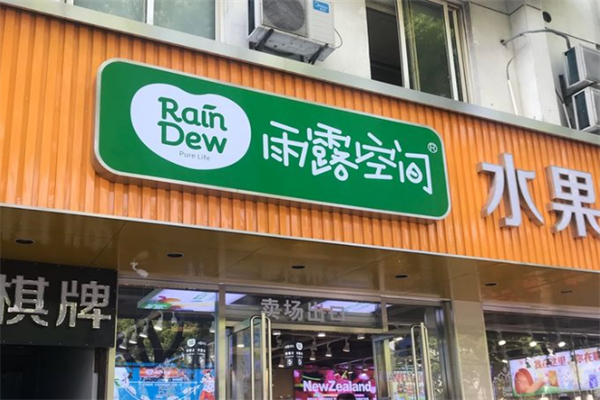 Rain
Dew
Pure Life
雨露空间®
水果
棋牌
卖场出口
NewZealand